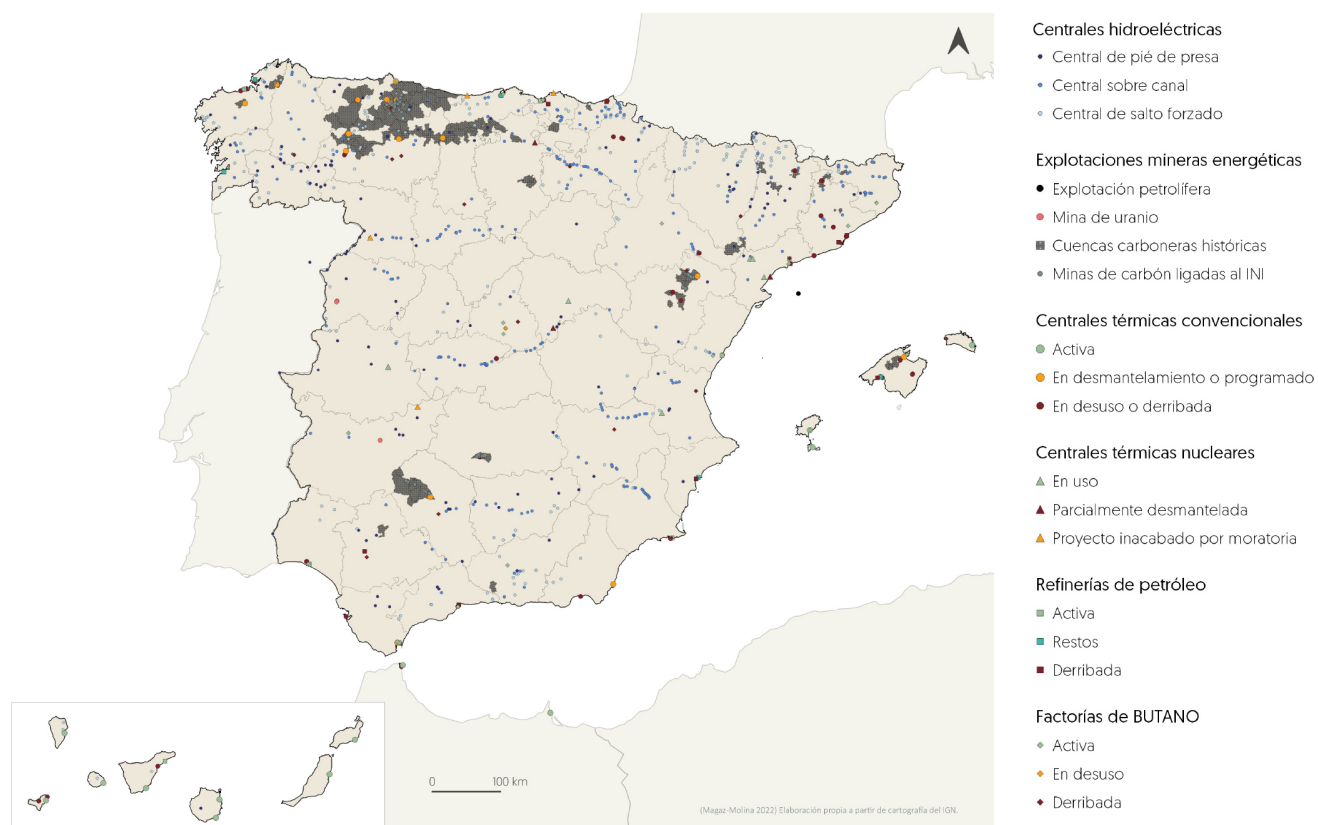 Centrales hidroeléctricas
Central de pié de presa
Central sobre canal
Central de salto forzado
Explotaciones mineras energéticas
Explotación petrolífera
Mina de uranio
Cuencas carboneras históricas
Minas de carbón ligadas al INI
Centrales térmicas convencionales
Activa
En desmantelamiento o programado
En desuso o derribada
Centrales térmicas nucleares
En uso
Parcialmente desmantelada
Proyecto inacabado por moratoria
Refinerías de petróleo
Activa
Restos
Derribada
Factorías de BUTANO
Activa
En desuso
Derribada
0 100 km
(Magaz-Molina 2022) Elaboración propia a partir de cartografía del IGN.